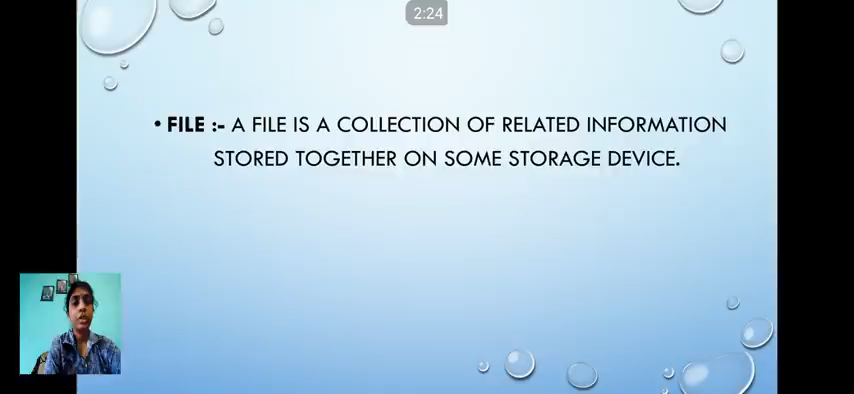 2:24
• FILE :- A FILE IS A COLLECTION OF RELATED INFORMATION
STORED TOGETHER ON SOME STORAGE DEVICE.